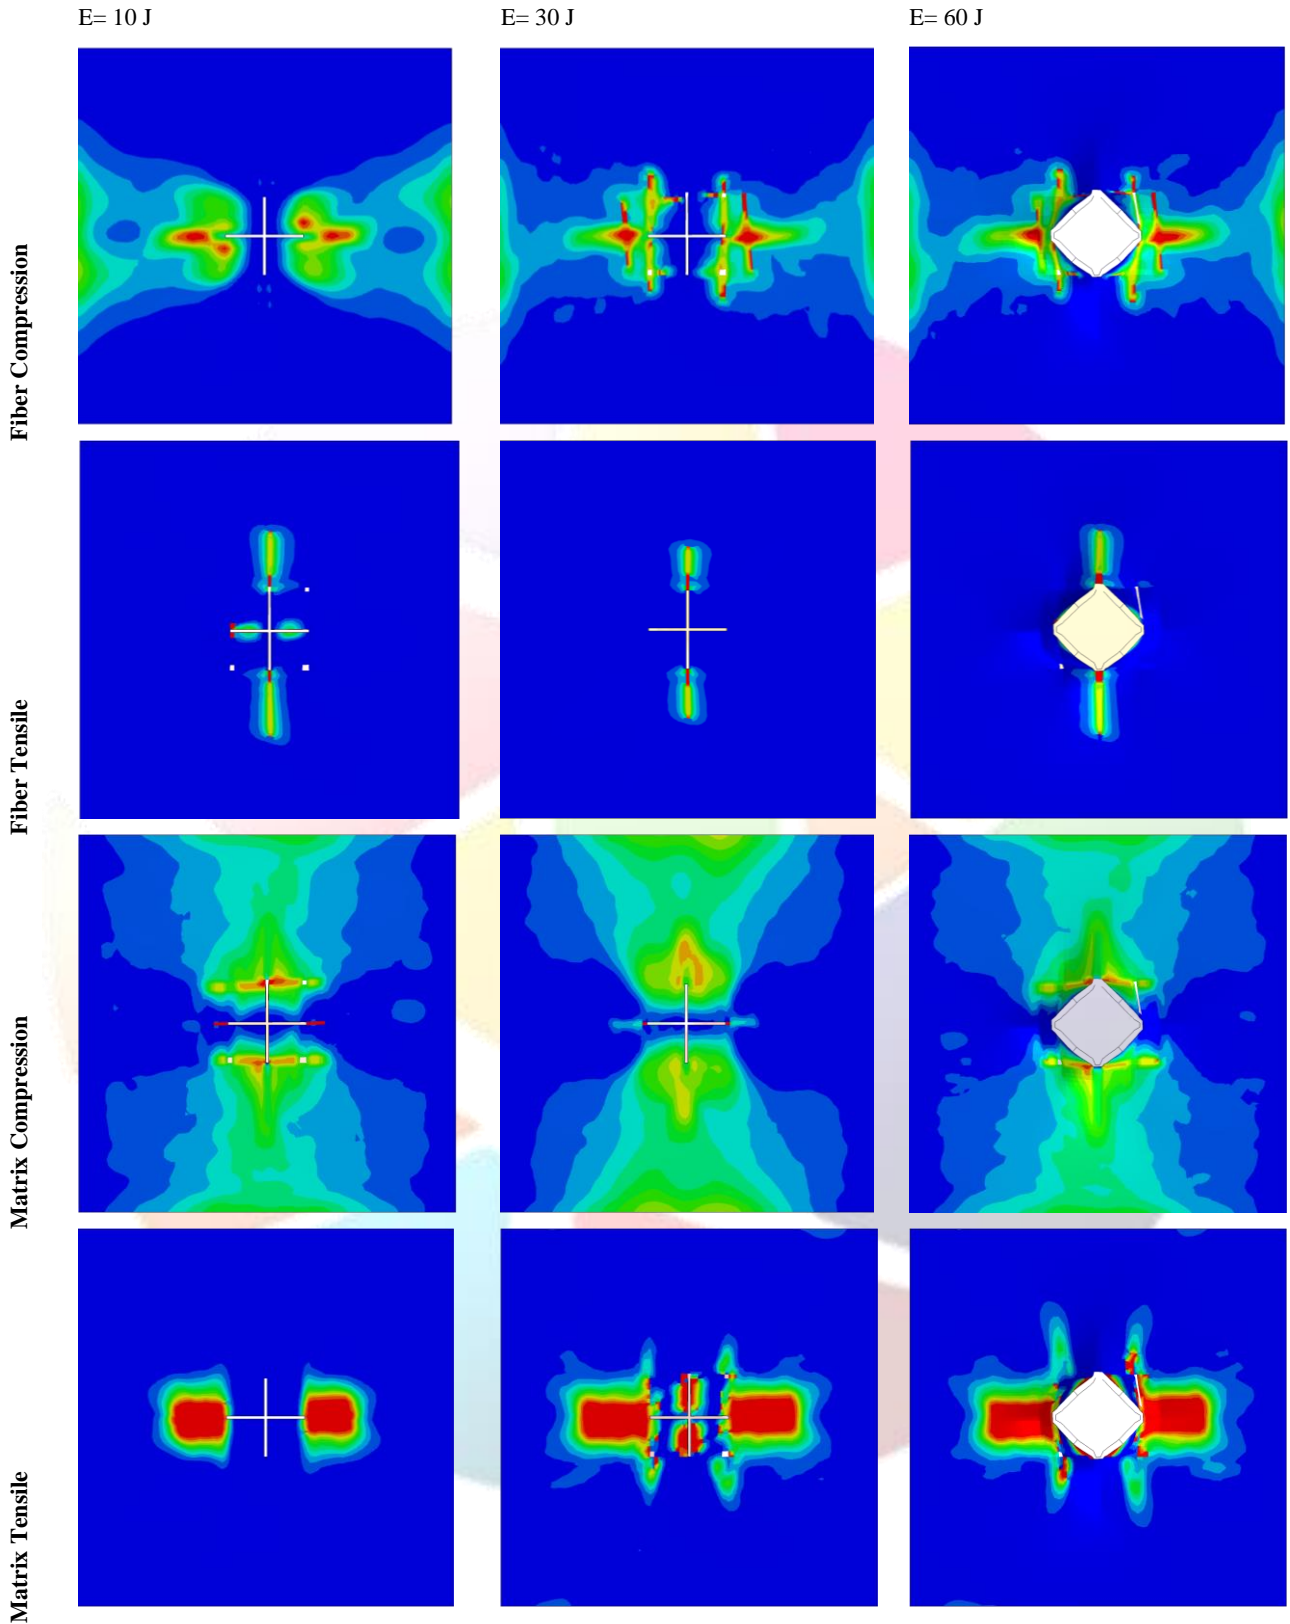 E= 10 J
E= 30 J
E= 60 J
Fiber Compression
Fiber Tensile
Matrix Compression
Matrix Tensile